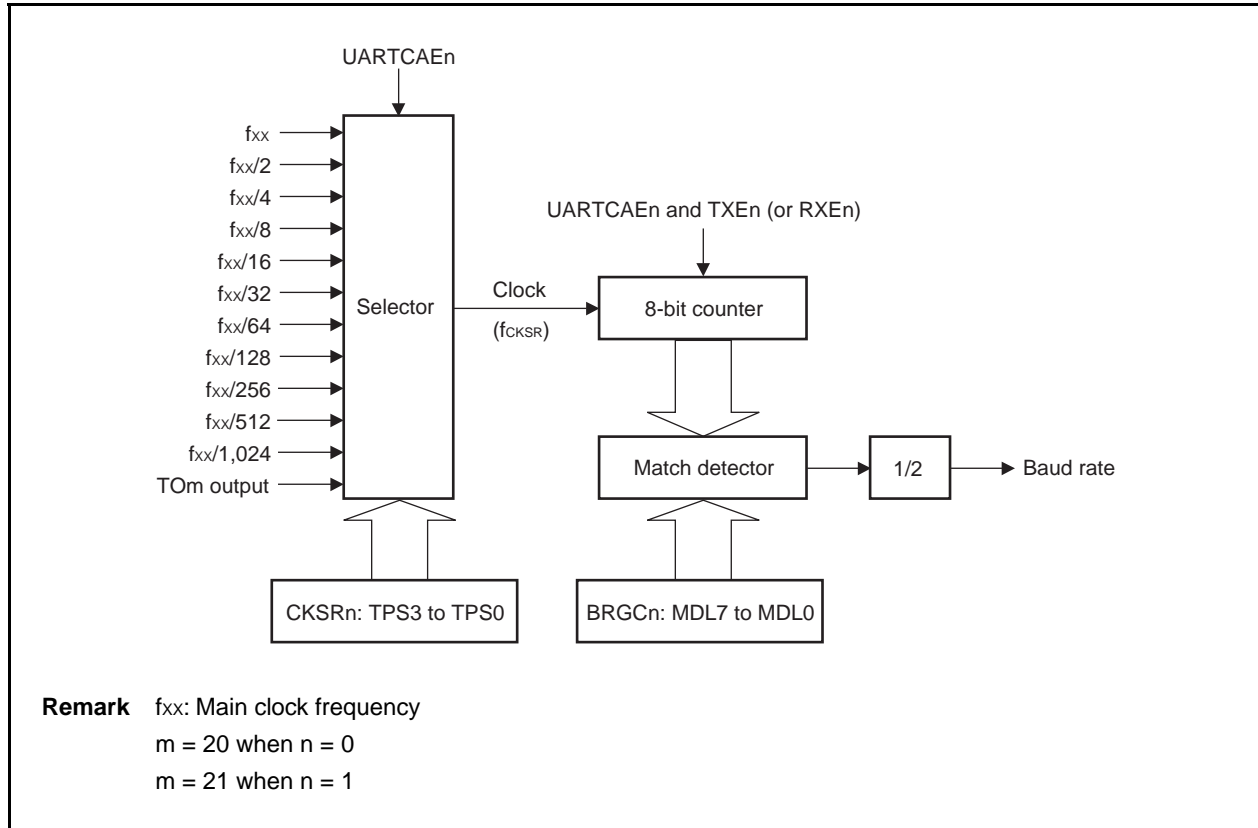 UARTCAEn
fxx
fxx/2
fxx/4
fxx/8
fxx/16
fxx/32
fxx/64
fxx/128
fxx/256
fxx/512
fxx/1,024
TOm output
Selector
Clock
(fCKSR)
UARTCAEn and TXEn (or RXEn)
8-bit counter
Match detector
1/2
Baud rate
CKSRn: TPS3 to TPS0
BRGCn: MDL7 to MDL0
Remark fxx: Main clock frequency
m = 20 when n = 0
m = 21 when n = 1